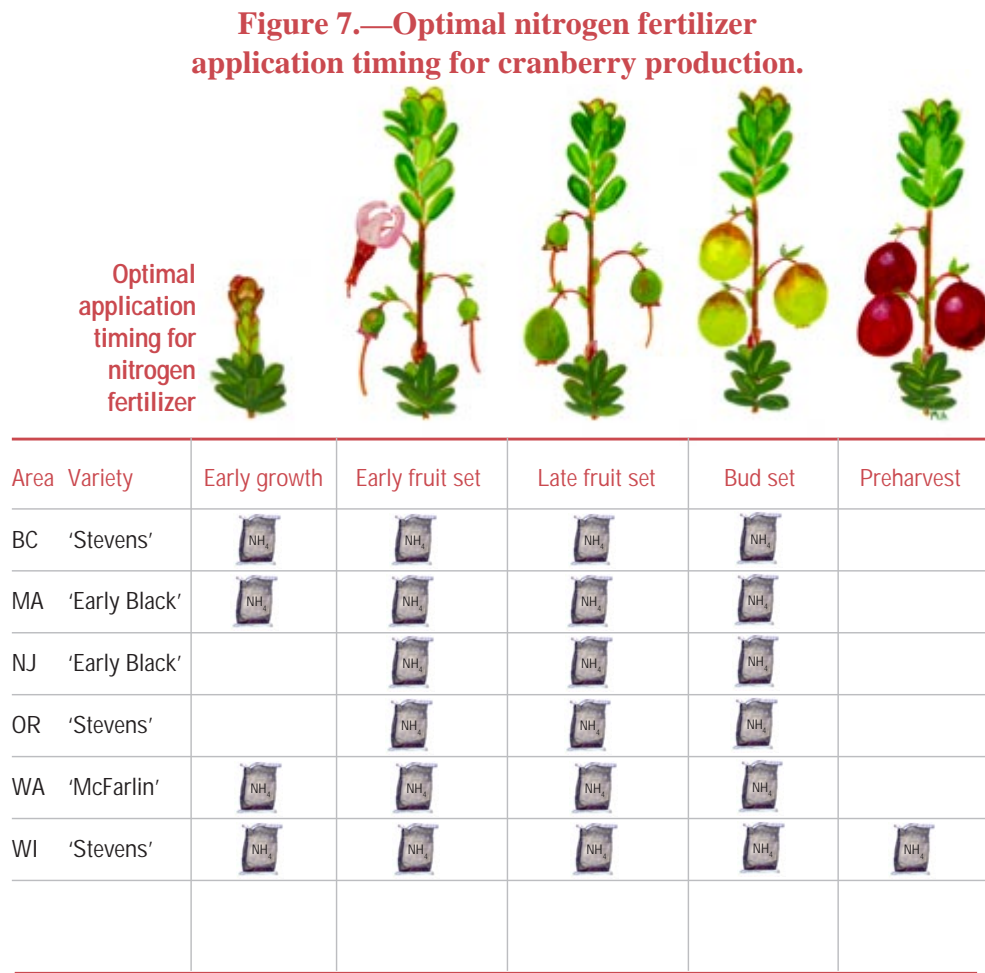 Figure 7.—Optimal nitrogen fertilizer
application timing for cranberry production.
Optimal
application
timing for
nitrogen
fertilizer
MA
Area Variety Early growth Early fruit set Late fruit set Bud set Preharvest
BC ‘Stevens’ NH4 NH4 NH4 NH4
MA ‘Early Black’ NH4 NH4 NH4 NH4
NJ ‘Early Black’ NH4 NH4 NH4
OR ‘Stevens’ NH4 NH4 NH4
WA ‘McFarlin’ NH4 NH4 NH4 NH4
WI ‘Stevens’ NH4 NH4 NH4 NH4 NH4